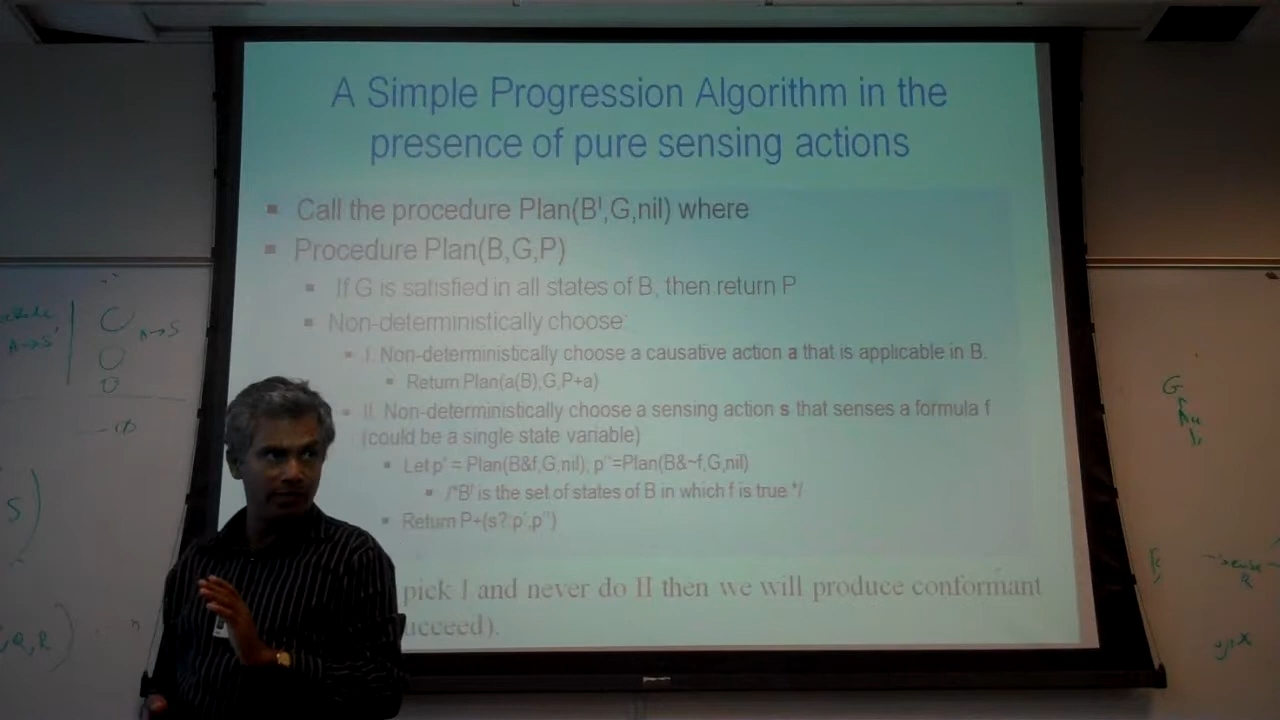 A Simple Progression Algorithm in the
presence of pure sensing actions
Call the procedure Plan(Bᴵ,G,nil) where
Procedure Plan(B,G,P)
If G is satisfied in all states of B, then return P
Non-deterministically choose:
I. Non-deterministically choose a causative action a that is applicable in B.
Return Plan(a(B),G,P+a)
II. Non-deterministically choose a sensing action s that senses a formula f
(could be a single state variable)
Let p' = Plan(B&f,G,nil), p''=Plan(B&~f,G,nil)
/*Bᶠ is the set of states of B in which f is true */
Return P+(s?:p';p'')
pick I and never do II then we will produce conformant
ucceed).
A→S'
A→S
S)
,Q,R)
G